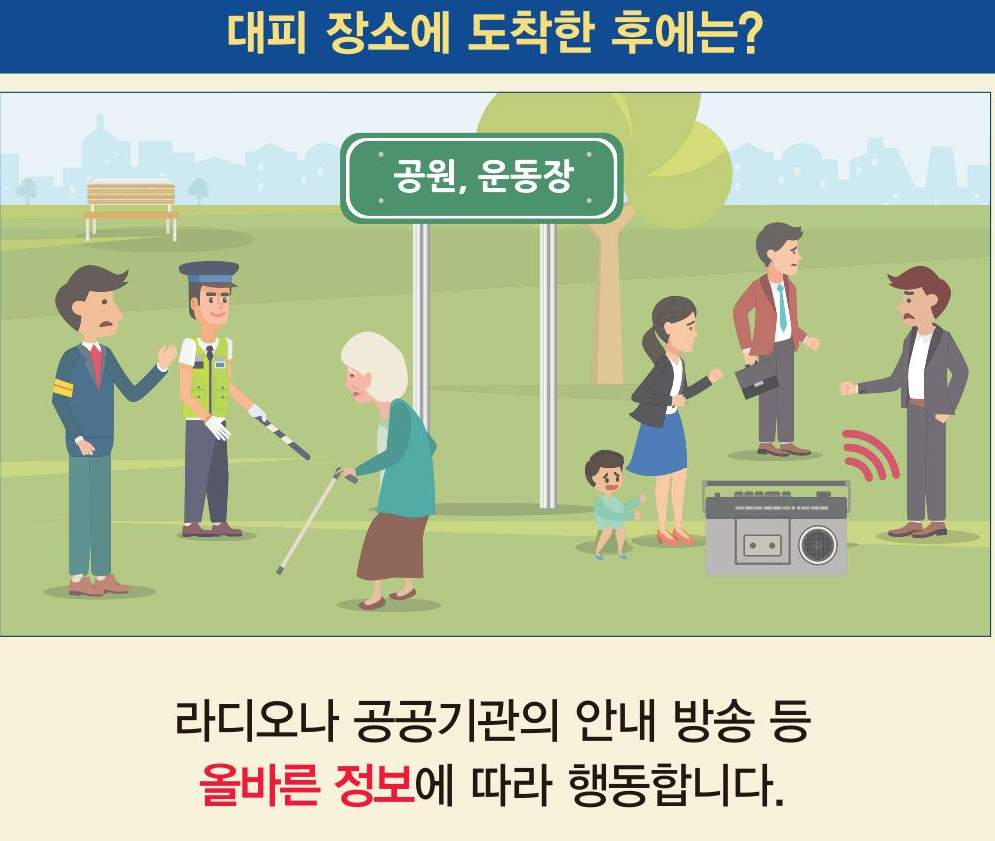 대피 장소에 도착한 후에는?
공원, 운동장
라디오나 공공기관의 안내 방송 등
올바른 정보에 따라 행동합니다.